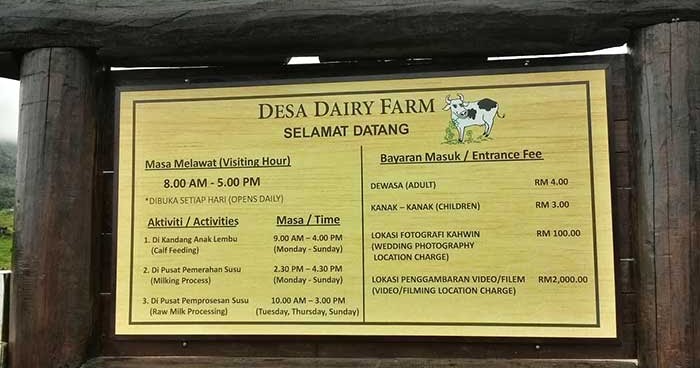 DESA DAIRY FARM
SELAMAT DATANG
Masa Melawat (Visiting Hour)
8.00 AM - 5.00 PM
*DIBUKA SETIAP HARI (OPENS DAILY)
Aktiviti / Activities Masa / Time
1. Di Kandang Anak Lembu 9.00 AM – 4.00 PM
(Calf Feeding) (Monday - Sunday)
2. Di Pusat Pemerahan Susu 2.30 PM – 4.30 PM
(Milking Process) (Monday - Sunday)
3. Di Pusat Pemprosesan Susu 10.00 AM – 3.00 PM
(Raw Milk Processing) (Tuesday, Thursday, Sunday)
Bayaran Masuk / Entrance Fee
DEWASA (ADULT) RM 4.00
KANAK – KANAK (CHILDREN) RM 3.00
LOKASI FOTOGRAFI KAHWIN RM 100.00
(WEDDING PHOTOGRAPHY
LOCATION CHARGE)
LOKASI PENGGAMBARAN VIDEO/FILEM RM2,000.00
(VIDEO/FILMING LOCATION CHARGE)